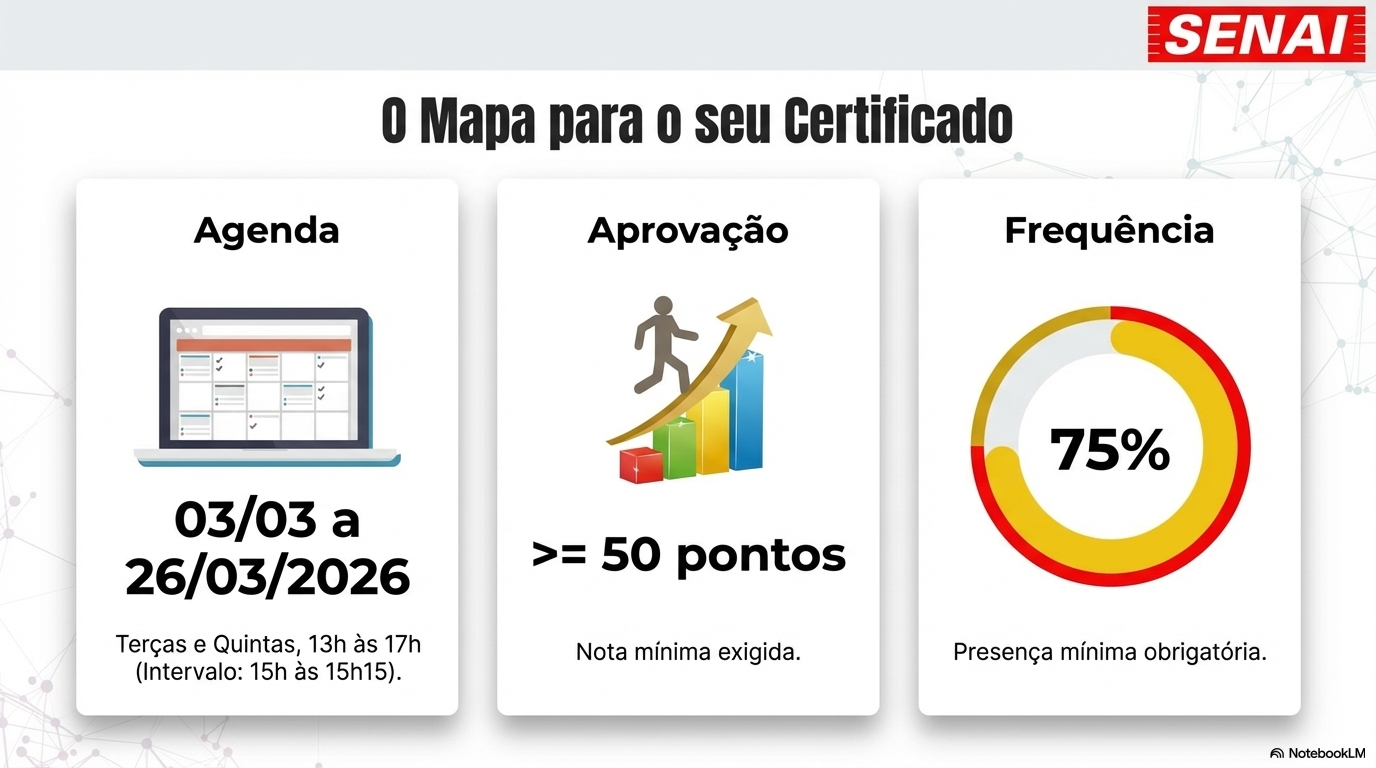 SENAI
O Mapa para o seu Certificado
Agenda
03/03 a
26/03/2026
Terças e Quintas, 13h às 17h
(Intervalo: 15h às 15h15).
Aprovação
>= 50 pontos
Nota mínima exigida.
Frequência
75%
Presença mínima obrigatória.
NotebookLM